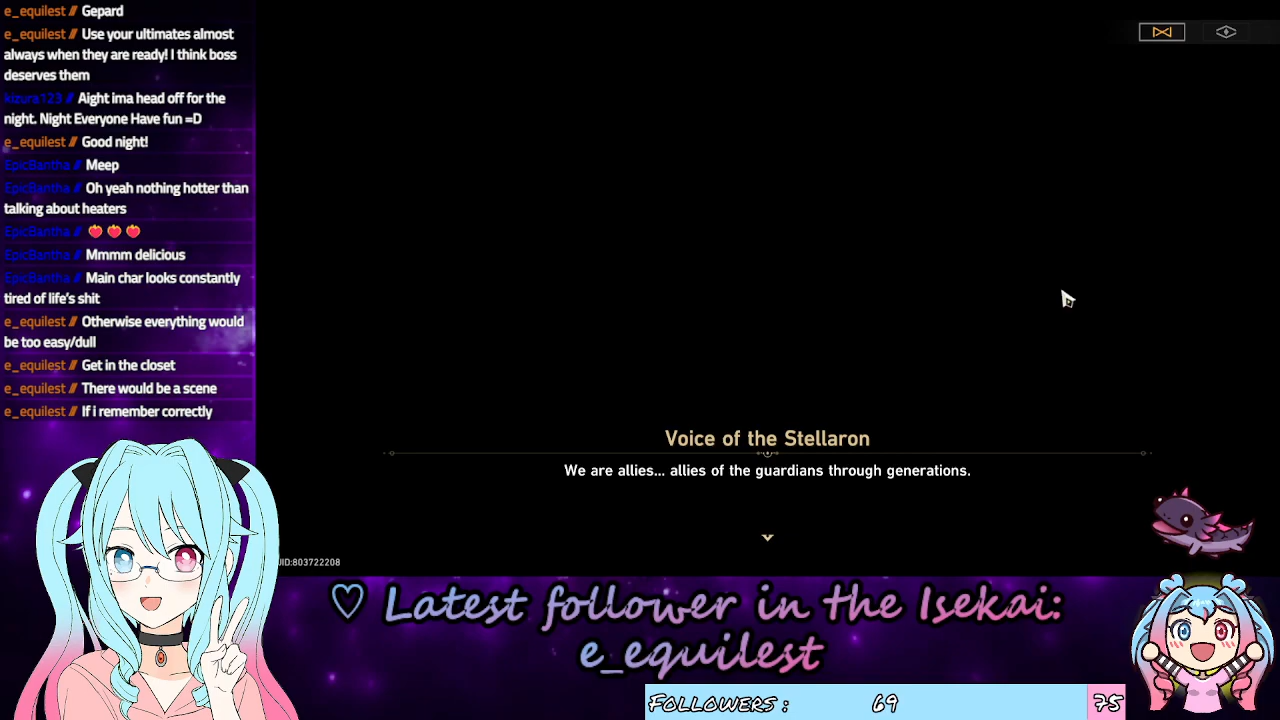 e_equilest // Gepard
e_equilest // Use your ultimates almost
always when they are ready! I think boss
deserves them
kizura123 // Aight ima head off for the
night. Night Everyone Have fun =D
e_equilest // Good night!
EpicBantha // Meep
EpicBantha // Oh yeah nothing hotter than
talking about heaters
EpicBantha //
EpicBantha // Mmmm delicious
EpicBantha // Main char looks constantly
tired of life's shit
e_equilest // Otherwise everything would
be too easy/dull
e_equilest // Get in the closet
e_equilest // There would be a scene
e_equilest // If i remember correctly
Voice of the Stellaron
We are allies... allies of the guardians through generations.
UID:803722208
♡ Latest follower in the Isekai:
e_equilest
Followers : 69 75